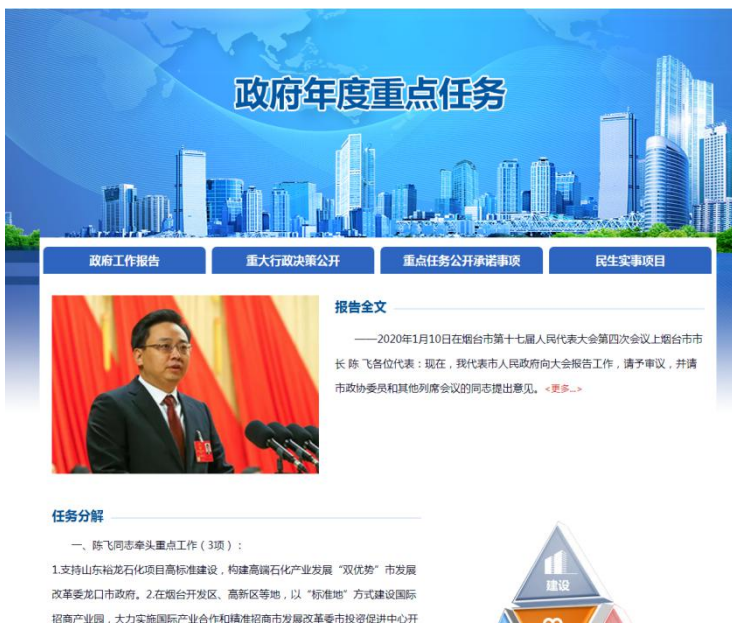 政府年度重点任务
政府工作报告
重大行政决策公开
重点任务公开承诺事项
民生实事项目
报告全文
——2020年1月10日在烟台市第十七届人民代表大会第四次会议上烟台市市
长 陈 飞各位代表：现在，我代表市人民政府向大会报告工作，请予审议，并请
市政协委员和其他列席会议的同志提出意见。<更多...>
任务分解
一、陈飞同志牵头重点工作（3项）：
1.支持山东裕龙石化项目高标准建设，构建高端石化产业发展“双优势”市发展
改革委龙口市政府。2.在烟台开发区、高新区等地，以“标准地”方式建设国际
招商产业园，大力实施国际产业合作和精准招商市发展改革委市投资促进中心开
建设